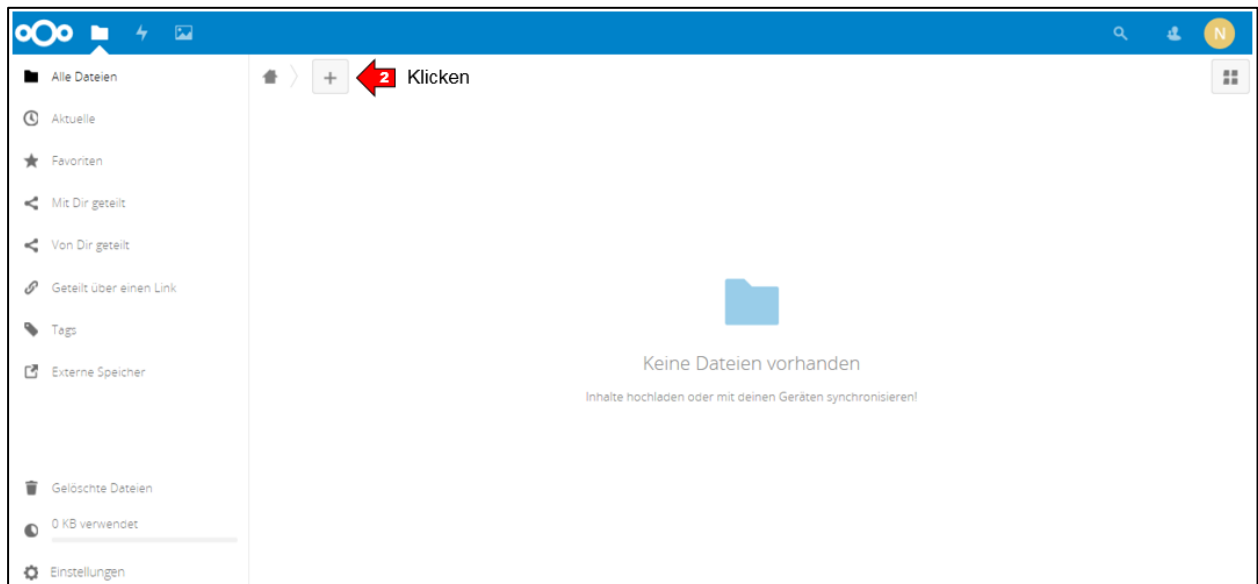 N
Alle Dateien
+
2 Klicken
Aktuelle
Favoriten
Mit Dir geteilt
Von Dir geteilt
Geteilt über einen Link
Tags
Externe Speicher
Keine Dateien vorhanden
Inhalte hochladen oder mit deinen Geräten synchronisieren!
Gelöschte Dateien
0 KB verwendet
Einstellungen